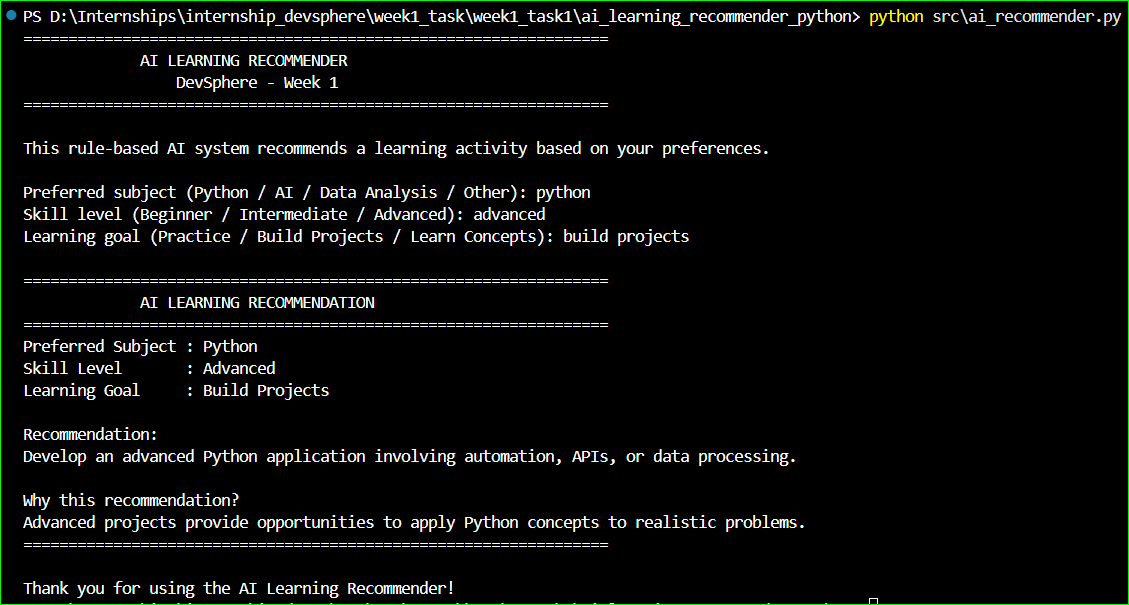 PS D:\Internships\internship_devsphere\week1_task\week1_task1\ai_learning_recommender_python> python src\ai_recommender.py
=================================================================
AI LEARNING RECOMMENDER
DevSphere - Week 1
=================================================================
This rule-based AI system recommends a learning activity based on your preferences.
Preferred subject (Python / AI / Data Analysis / Other): python
Skill level (Beginner / Intermediate / Advanced): advanced
Learning goal (Practice / Build Projects / Learn Concepts): build projects
=================================================================
AI LEARNING RECOMMENDATION
=================================================================
Preferred Subject : Python
Skill Level : Advanced
Learning Goal : Build Projects
Recommendation:
Develop an advanced Python application involving automation, APIs, or data processing.
Why this recommendation?
Advanced projects provide opportunities to apply Python concepts to realistic problems.
=================================================================
Thank you for using the AI Learning Recommender!